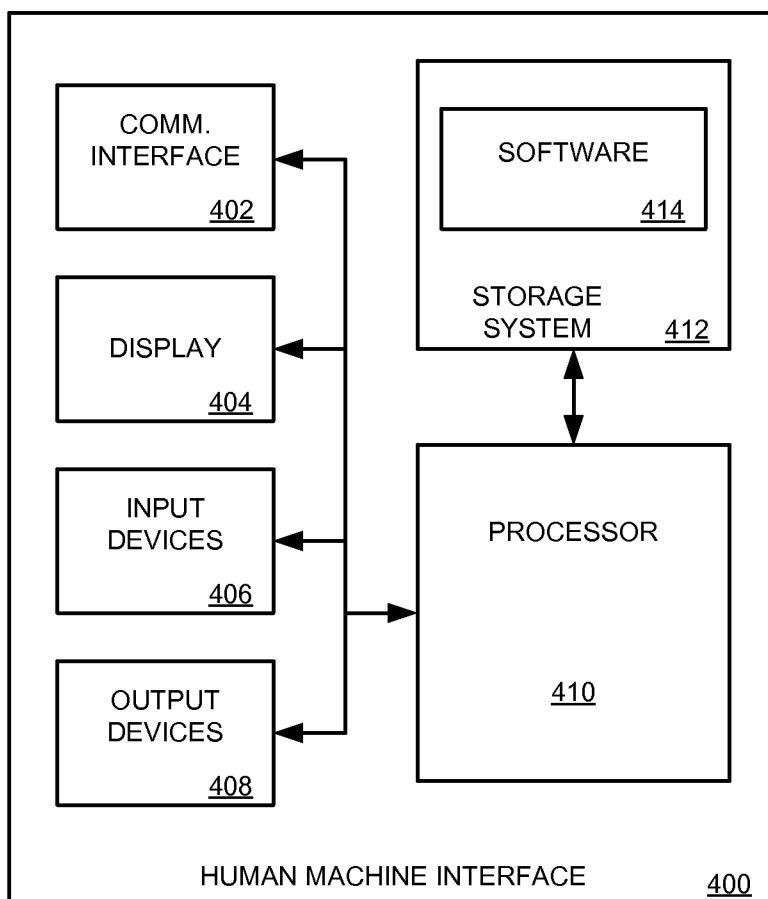 COMM.
INTERFACE
402
DISPLAY
404
INPUT
DEVICES
406
OUTPUT
DEVICES
408
SOFTWARE
414
STORAGE
SYSTEM
412
PROCESSOR
410
HUMAN MACHINE INTERFACE
400